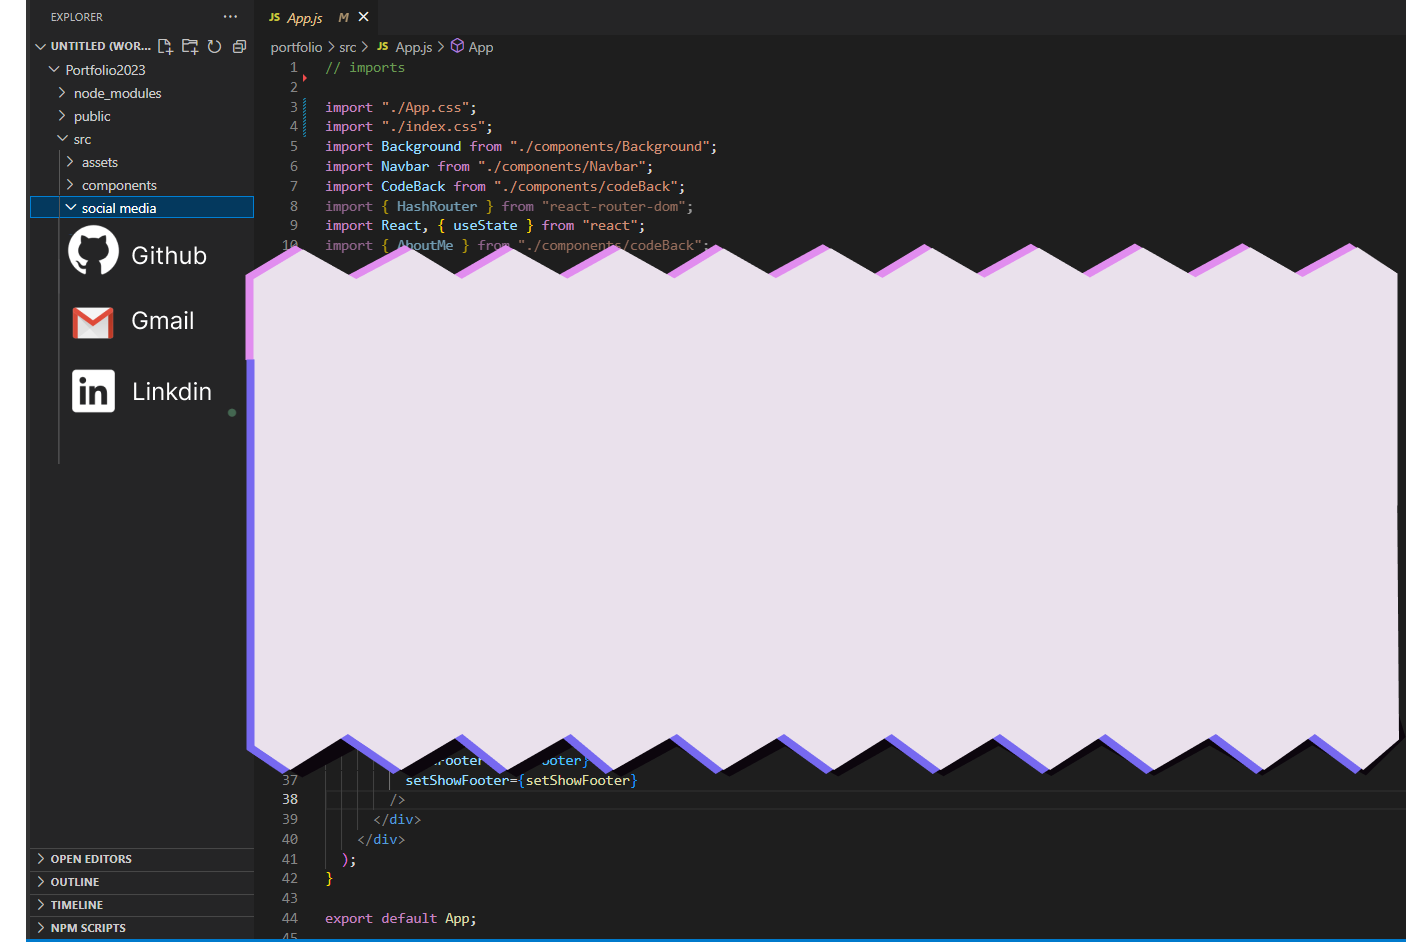 EXPLORER
UNTITLED (WOR...
Portfolio2023
node_modules
public
src
assets
components
social media
Github
Gmail
in Linkdin
OPEN EDITORS
OUTLINE
TIMELINE
NPM SCRIPTS
JS App.js M
portfolio > src > JS App.js > App
1 // imports
2
3 import "./App.css";
4 import "./index.css";
5 import Background from "./components/Background";
6 import Navbar from "./components/Navbar";
7 import CodeBack from "./components/codeBack";
8 import { HashRouter } from "react-router-dom";
9 import React, { useState } from "react";
10 import { AboutMe } from "./components/codeBack";
37 setShowFooter={setShowFooter}
38 />
39 </div>
40 </div>
41 );
42 }
43
44 export default App;
45